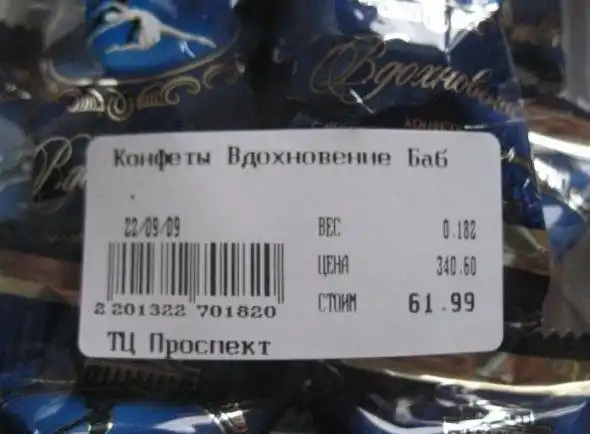 Вдохновение
Конфеты Вдохновение Баб
22/09/09
ВЕС 0.182
ЦЕНА 340.60
СТОИМ 61.99
2 201322 701820
ТЦ Проспект